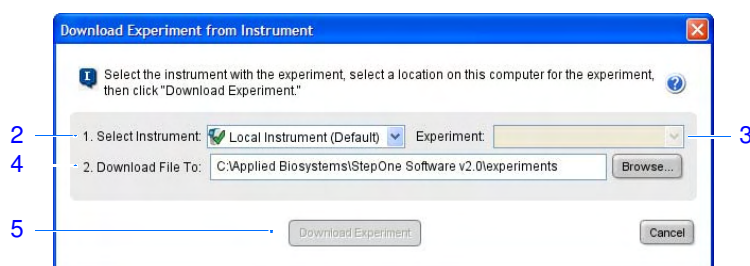 Download Experiment from Instrument
Select the instrument with the experiment, select a location on this computer for the experiment,
then click "Download Experiment."
2 1. Select Instrument: Local Instrument (Default) Experiment: 3
4 2. Download File To: C:\Applied Biosystems\StepOne Software v2.0\experiments Browse...
5 Download Experiment Cancel